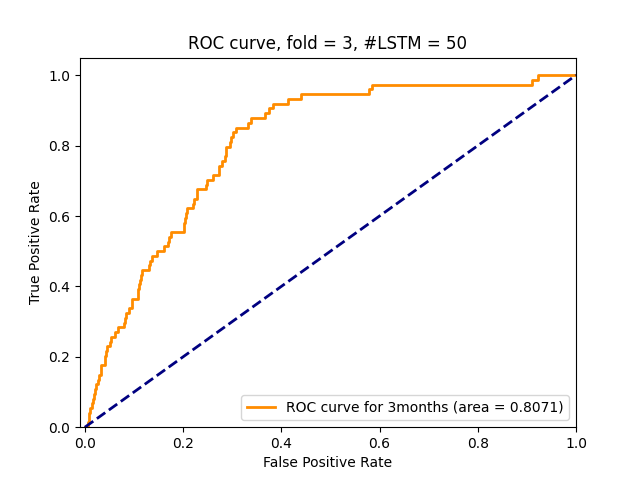 ROC curve, fold = 3, #LSTM = 50
True Positive Rate
1.0
0.8
0.6
0.4
0.2
0.0
ROC curve for 3months (area = 0.8071)
0.0 0.2 0.4 0.6 0.8 1.0
False Positive Rate